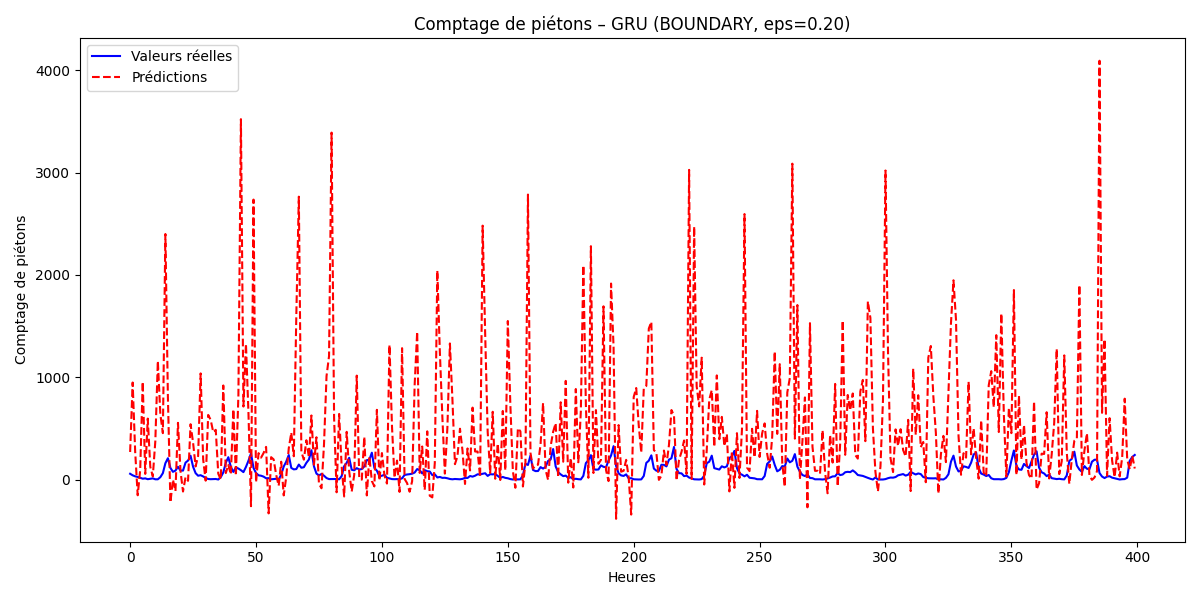 Comptage de piétons – GRU (BOUNDARY, eps=0.20)
Valeurs réelles
Prédictions
Comptage de piétons
4000
3000
2000
1000
0
0 50 100 150 200 250 300 350 400
Heures